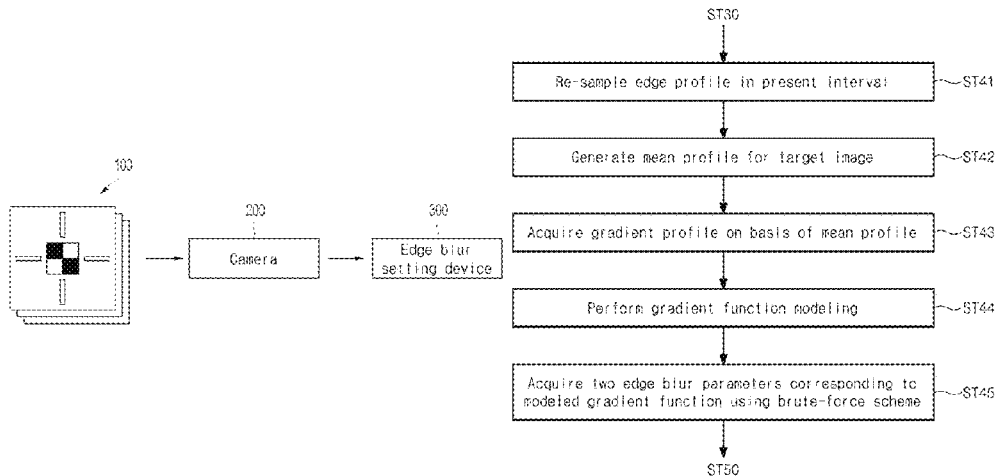 100
200
Camera
300
Edge blur
setting device
ST30
Re-sample edge profile in present interval
ST41
Generate mean profile for target image
ST42
Acquire gradient profile on basis of mean profile
ST43
Perform gradient function modeling
ST44
Acquire two edge blur parameters corresponding to
modeled gradient function using brute-force scheme
ST45
ST50